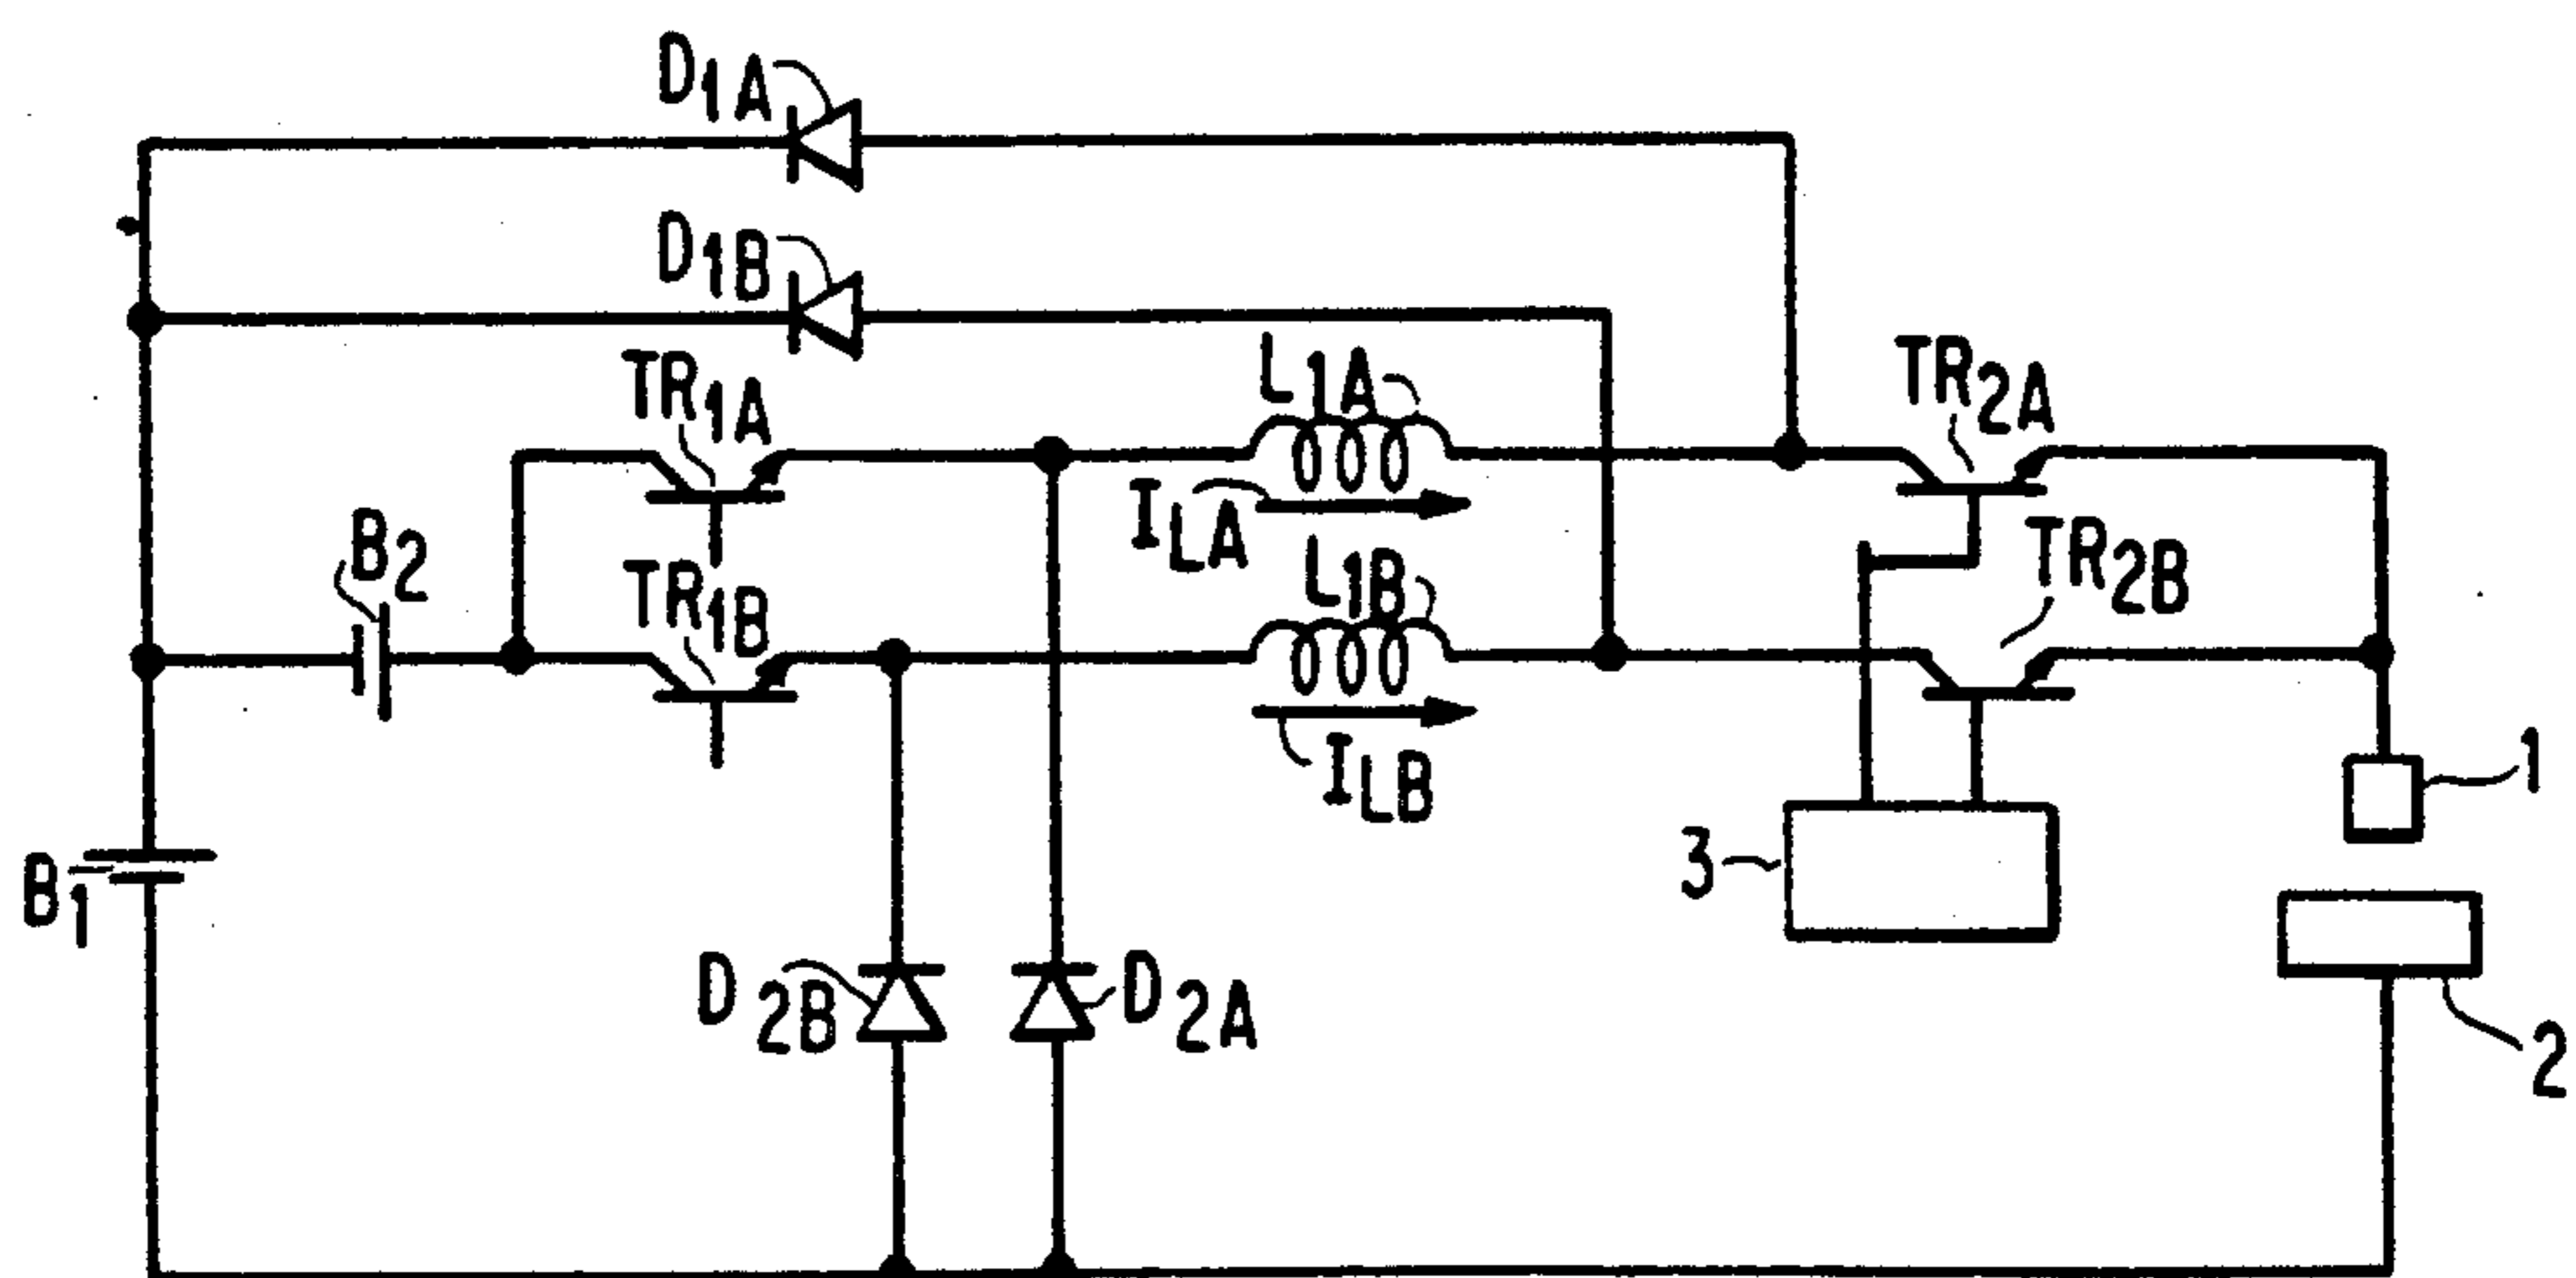 D1A
D1B
TR1A
L1A
TR2A
ILA
B2
TR1B
L1B
TR2B
ILB
1
B1
3
D2B
D2A
2